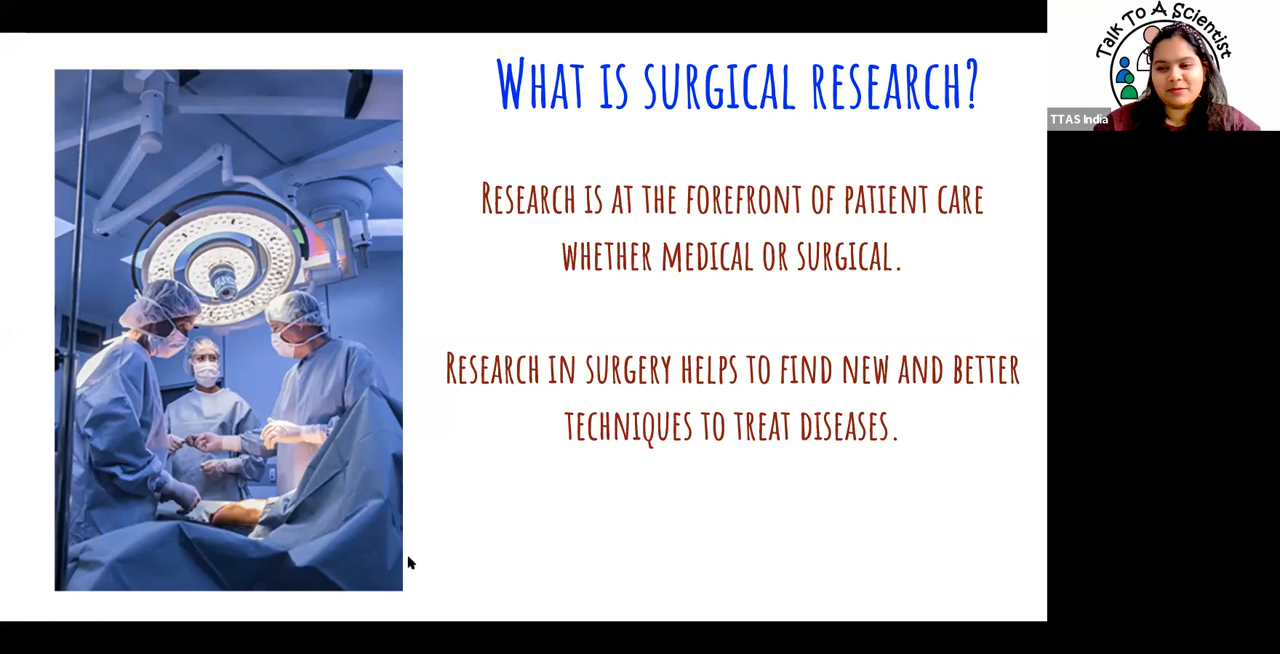 WHAT IS SURGICAL RESEARCH?
RESEARCH IS AT THE FOREFRONT OF PATIENT CARE
WHETHER MEDICAL OR SURGICAL.
RESEARCH IN SURGERY HELPS TO FIND NEW AND BETTER
TECHNIQUES TO TREAT DISEASES.
Talk To A Scientist
TTAS India